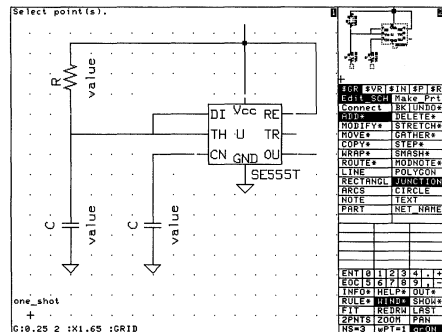 Select point(s).
1
R
value
DI Vcc RE
TH U TR
CN GND OU
SE555T
C
value
C
value
one_shot
G:0.25 2 :X1.65 :GRID
$GR $VR $IN $P $R
Edit_SCH Make_Prt
Connect BK UNDO*
ADD* DELETE*
MODIFY* STRETCH*
MOVE* GATHER*
COPY* STEP*
WRAP* SMASH*
ROUTE* MODNOTE*
LINE POLYGON
RECTANGL JUNCTION
ARCS CIRCLE
NOTE TEXT
PART NET_NAME
ENT 0 1 2 3 4 . +
EOC 5 6 7 8 9 , -
INFO* HELP* OUT*
RULE* WIND* SHOW*
FIT REDRW LAST
2PNTS ZOOM PAN
NS=3 wPT=1 orON